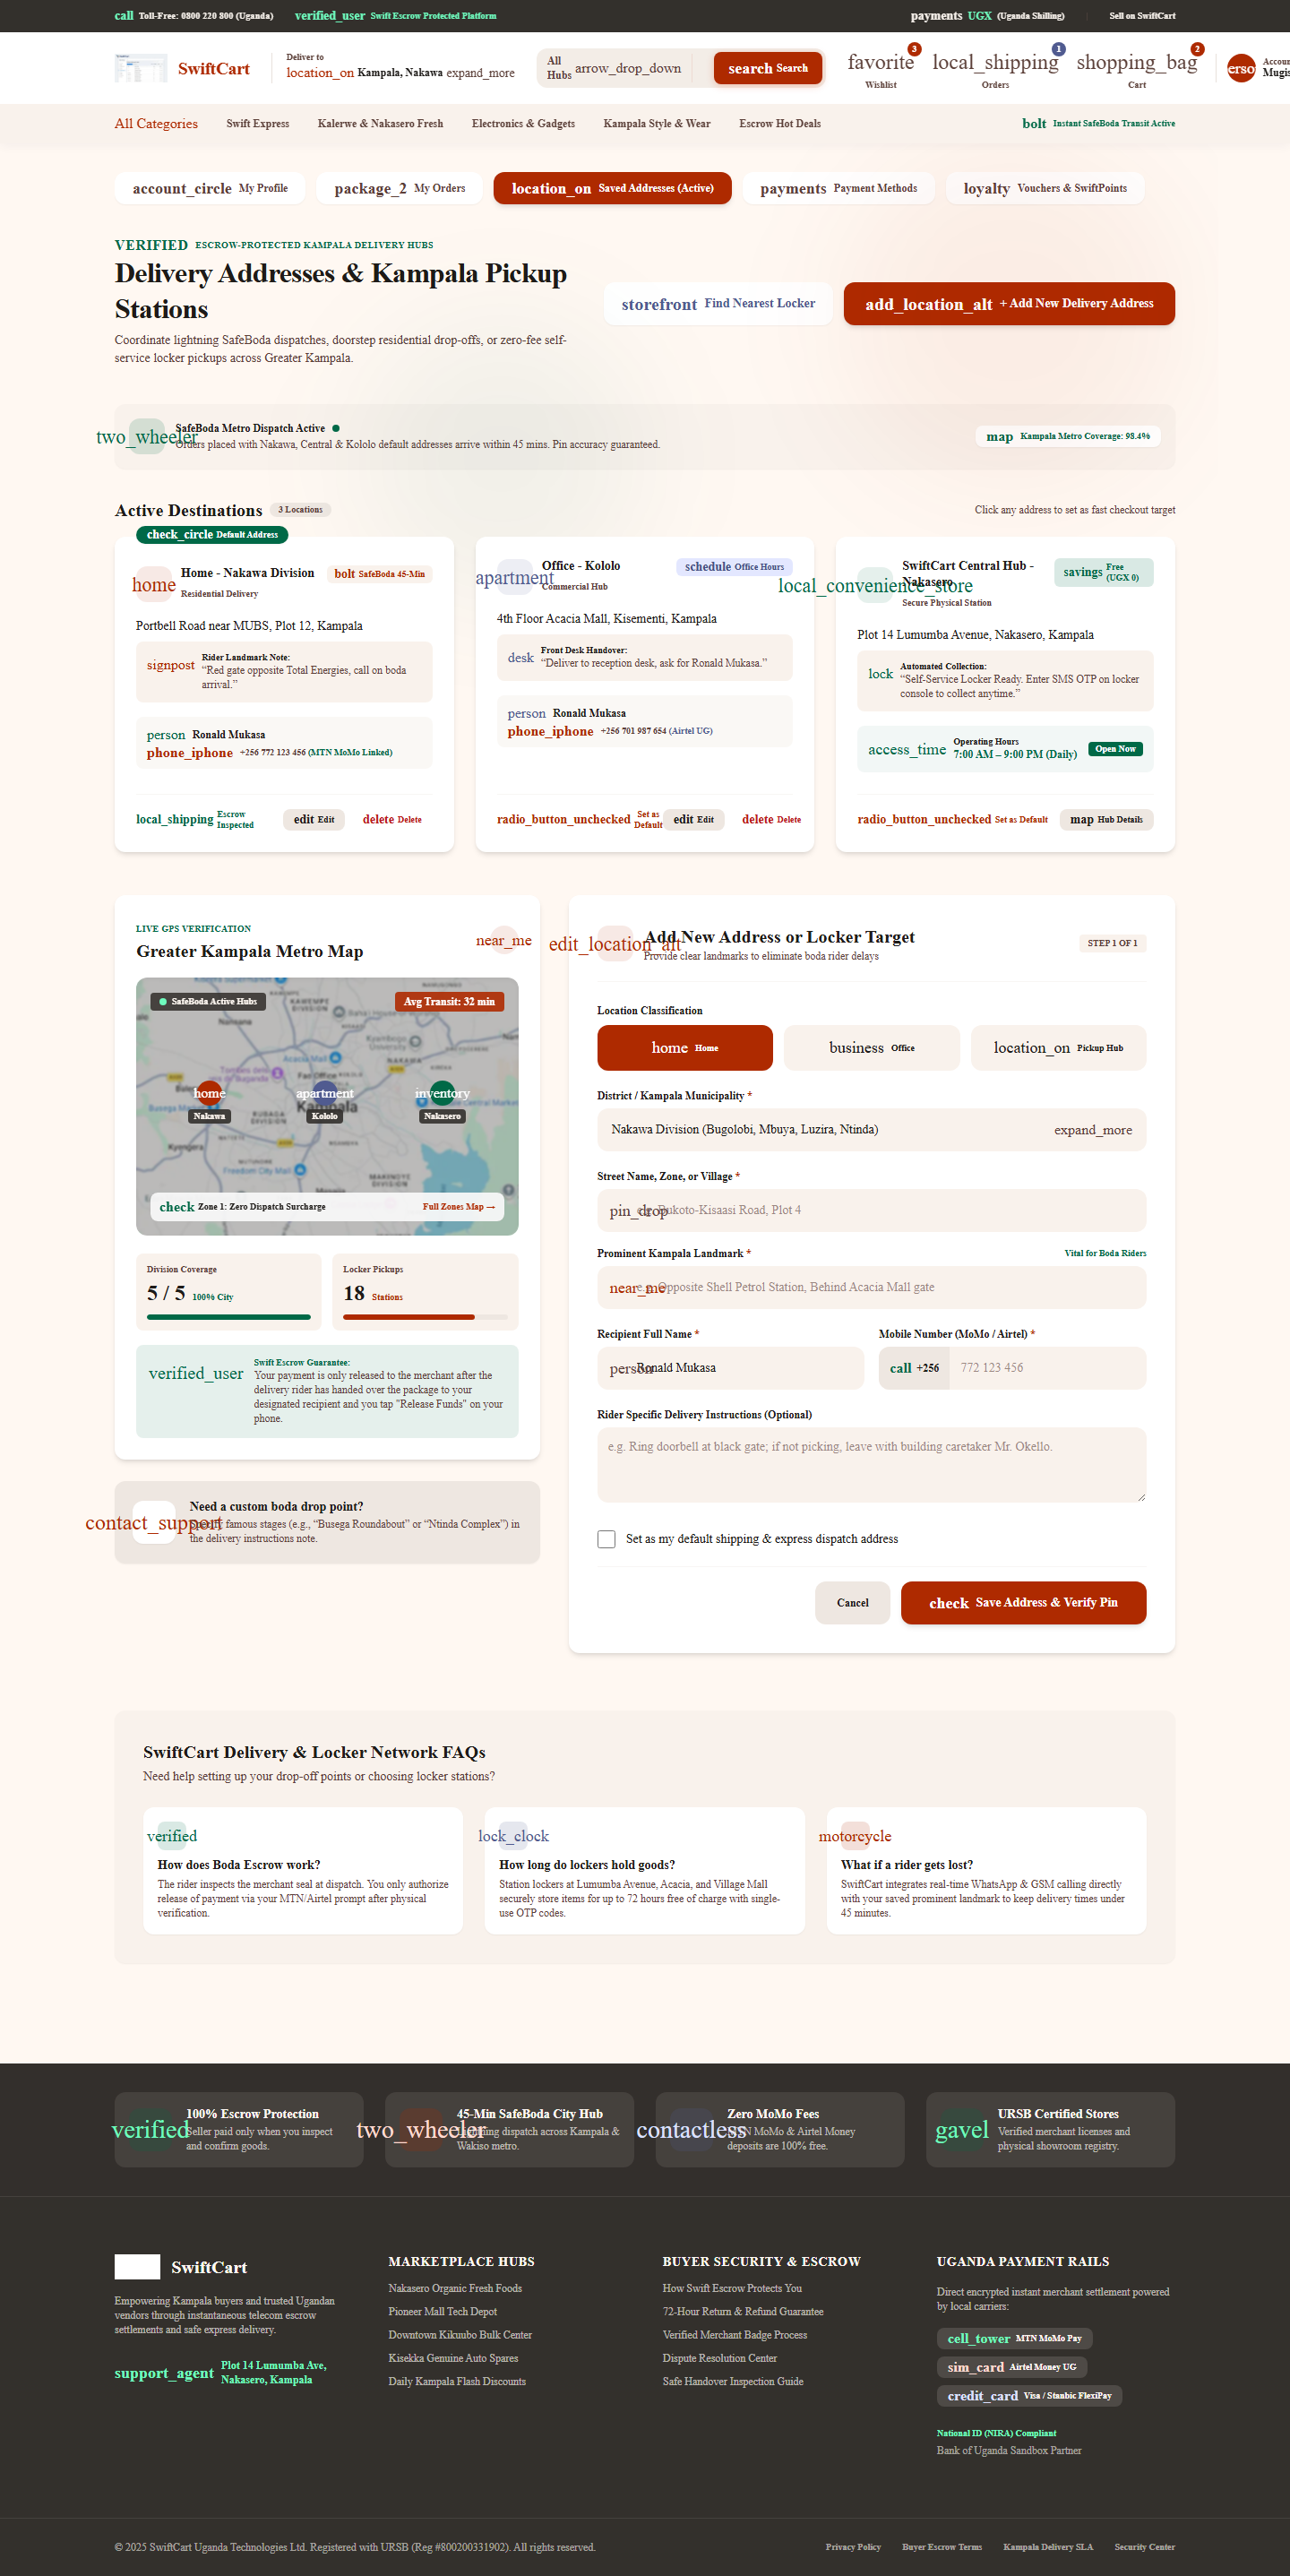 call Toll-Free: 0800 220 800 (Uganda) verified_user Swift Escrow Protected Platform payments UGX (Uganda Shilling) Sell on SwiftCart
SwiftCart
Deliver to
location_on Kampala, Nakawa expand_more
All Hubs arrow_drop_down
search Search
favorite 3
Wishlist
local_shipping 1
Orders
shopping_bag 2
Cart
All Categories Swift Express Kalerwe & Nakasero Fresh Electronics & Gadgets Kampala Style & Wear Escrow Hot Deals bolt Instant SafeBoda Transit Active
account_circle My Profile package_2 My Orders location_on Saved Addresses (Active) payments Payment Methods loyalty Vouchers & SwiftPoints
VERIFIED ESCROW-PROTECTED KAMPALA DELIVERY HUBS
Delivery Addresses & Kampala Pickup
Stations
Coordinate lightning SafeBoda dispatches, doorstep residential drop-offs, or zero-fee self-
service locker pickups across Greater Kampala.
storefront Find Nearest Locker
add_location_alt + Add New Delivery Address
two_wheeler
SafeBoda Metro Dispatch Active
Orders placed with Nakawa, Central & Kololo default addresses arrive within 45 mins. Pin accuracy guaranteed.
map Kampala Metro Coverage: 98.4%
Active Destinations 3 Locations
Click any address to set as fast checkout target
check_circle Default Address
home
Home - Nakawa Division
Residential Delivery
bolt SafeBoda 45-Min
Portbell Road near MUBS, Plot 12, Kampala
signpost
Rider Landmark Note:
“Red gate opposite Total Energies, call on boda
arrival.”
person Ronald Mukasa
phone_iphone +256 772 123 456 (MTN MoMo Linked)
local_shipping Escrow Inspected
edit Edit
delete Delete
apartment
Office - Kololo
Commercial Hub
schedule Office Hours
4th Floor Acacia Mall, Kisementi, Kampala
desk
Front Desk Handover:
“Deliver to reception desk, ask for Ronald Mukasa.”
person Ronald Mukasa
phone_iphone +256 701 987 654 (Airtel UG)
radio_button_unchecked Set as Default
edit Edit
delete Delete
local_convenience_store
SwiftCart Central Hub -
Nakasero
Secure Physical Station
savings Free (UGX 0)
Plot 14 Lumumba Avenue, Nakasero, Kampala
lock
Automated Collection:
“Self-Service Locker Ready. Enter SMS OTP on locker
console to collect anytime.”
access_time
Operating Hours
7:00 AM – 9:00 PM (Daily)
Open Now
radio_button_unchecked Set as Default
map Hub Details
LIVE GPS VERIFICATION
Greater Kampala Metro Map
near_me
SafeBoda Active Hubs
Avg Transit: 32 min
home
Nakawa
apartment
Kololo
inventory
Nakasero
check Zone 1: Zero Dispatch Surcharge
Full Zones Map →
Division Coverage
5 / 5 100% City
Locker Pickups
18 Stations
verified_user
Swift Escrow Guarantee:
Your payment is only released to the merchant after the
delivery rider has handed over the package to your
designated recipient and you tap "Release Funds" on your
phone.
contact_support
Need a custom boda drop point?
Specify famous stages (e.g., “Busega Roundabout” or “Ntinda Complex”) in
the delivery instructions note.
edit_location_alt
Add New Address or Locker Target
Provide clear landmarks to eliminate boda rider delays
STEP 1 OF 1
Location Classification
home Home
business Office
location_on Pickup Hub
District / Kampala Municipality *
Nakawa Division (Bugolobi, Mbuya, Luzira, Ntinda)
expand_more
Street Name, Zone, or Village *
pin_drop
e.g. Bukoto-Kisaasi Road, Plot 4
Prominent Kampala Landmark *
Vital for Boda Riders
near_me
e.g. Opposite Shell Petrol Station, Behind Acacia Mall gate
Recipient Full Name *
person
Ronald Mukasa
Mobile Number (MoMo / Airtel) *
call +256 772 123 456
Rider Specific Delivery Instructions (Optional)
e.g. Ring doorbell at black gate; if not picking, leave with building caretaker Mr. Okello.
Set as my default shipping & express dispatch address
Cancel
check Save Address & Verify Pin
SwiftCart Delivery & Locker Network FAQs
Need help setting up your drop-off points or choosing locker stations?
verified
How does Boda Escrow work?
The rider inspects the merchant seal at dispatch. You only authorize
release of payment via your MTN/Airtel prompt after physical
verification.
lock_clock
How long do lockers hold goods?
Station lockers at Lumumba Avenue, Acacia, and Village Mall
securely store items for up to 72 hours free of charge with single-
use OTP codes.
motorcycle
What if a rider gets lost?
SwiftCart integrates real-time WhatsApp & GSM calling directly
with your saved prominent landmark to keep delivery times under
45 minutes.
verified
100% Escrow Protection
Seller paid only when you inspect
and confirm goods.
two_wheeler
45-Min SafeBoda City Hub
dispatch across Kampala &
Wakiso metro.
contactless
Zero MoMo Fees
MTN MoMo & Airtel Money
deposits are 100% free.
gavel
URSB Certified Stores
Verified merchant licenses and
physical showroom registry.
SwiftCart
Empowering Kampala buyers and trusted Ugandan
vendors through instantaneous telecom escrow
settlements and safe express delivery.
support_agent
Plot 14 Lumumba Ave,
Nakasero, Kampala
MARKETPLACE HUBS
Nakasero Organic Fresh Foods
Pioneer Mall Tech Depot
Downtown Kikuubo Bulk Center
Kisekka Genuine Auto Spares
Daily Kampala Flash Discounts
BUYER SECURITY & ESCROW
How Swift Escrow Protects You
72-Hour Return & Refund Guarantee
Verified Merchant Badge Process
Dispute Resolution Center
Safe Handover Inspection Guide
UGANDA PAYMENT RAILS
Direct encrypted instant merchant settlement powered
by local carriers:
cell_tower MTN MoMo Pay
sim_card Airtel Money UG
credit_card Visa / Stanbic FlexiPay
National ID (NIRA) Compliant
Bank of Uganda Sandbox Partner
© 2025 SwiftCart Uganda Technologies Ltd. Registered with URSB (Reg #800200331902). All rights reserved.
Privacy Policy Buyer Escrow Terms Kampala Delivery SLA Security Center